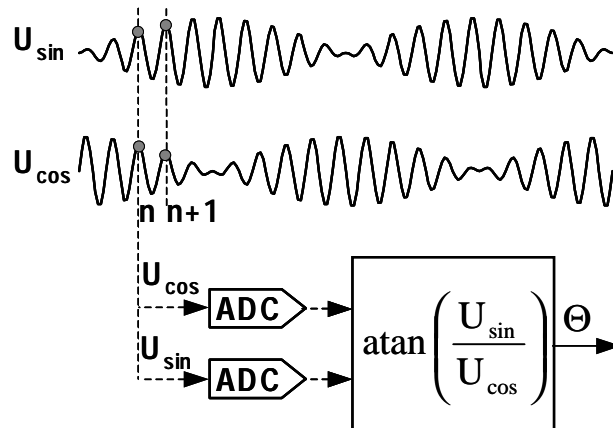 U sin
U cos
n n+1
U cos
ADC
U sin
ADC
atan ( U sin / U cos )
Θ